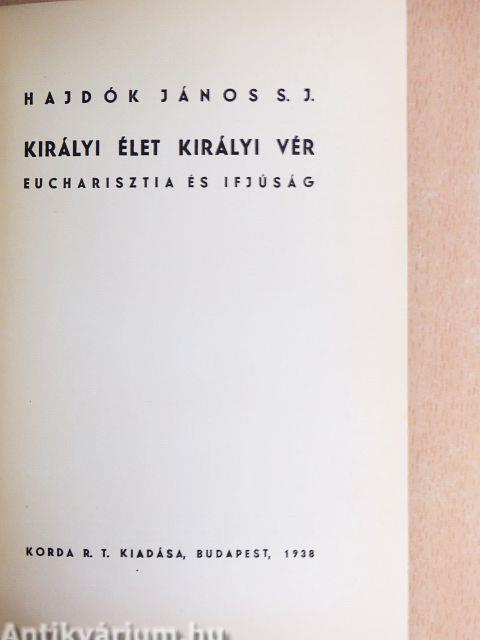 HAJDÓK JÁNOS S. J.
KIRÁLYI ÉLET KIRÁLYI VÉR
EUCHARISZTIA ÉS IFJÚSÁG
KORDA R. T. KIADÁSA, BUDAPEST, 1938
Antikvárium.hu